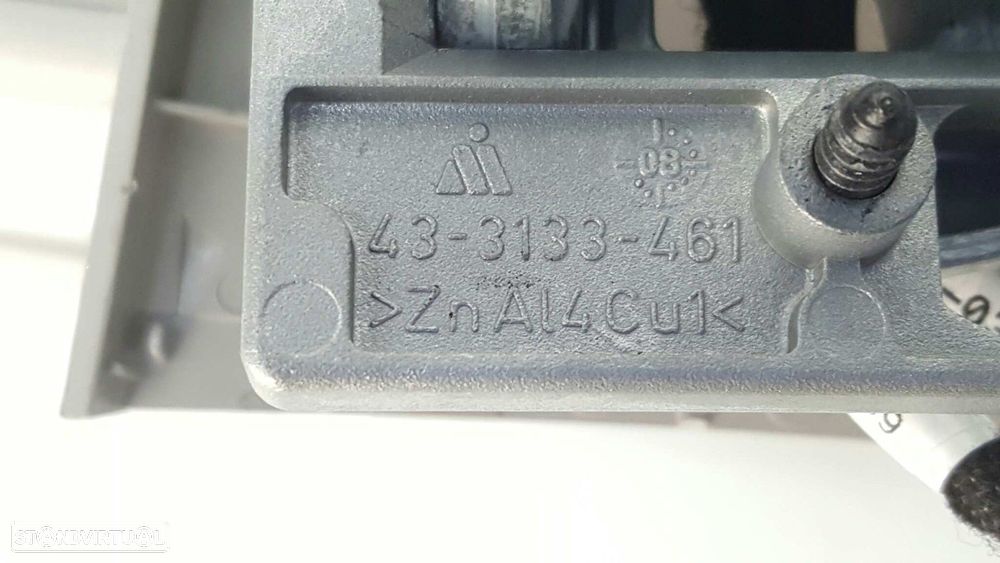 08
43-3133-461
>ZnAl4Cu1<
STANDVIRTUAL